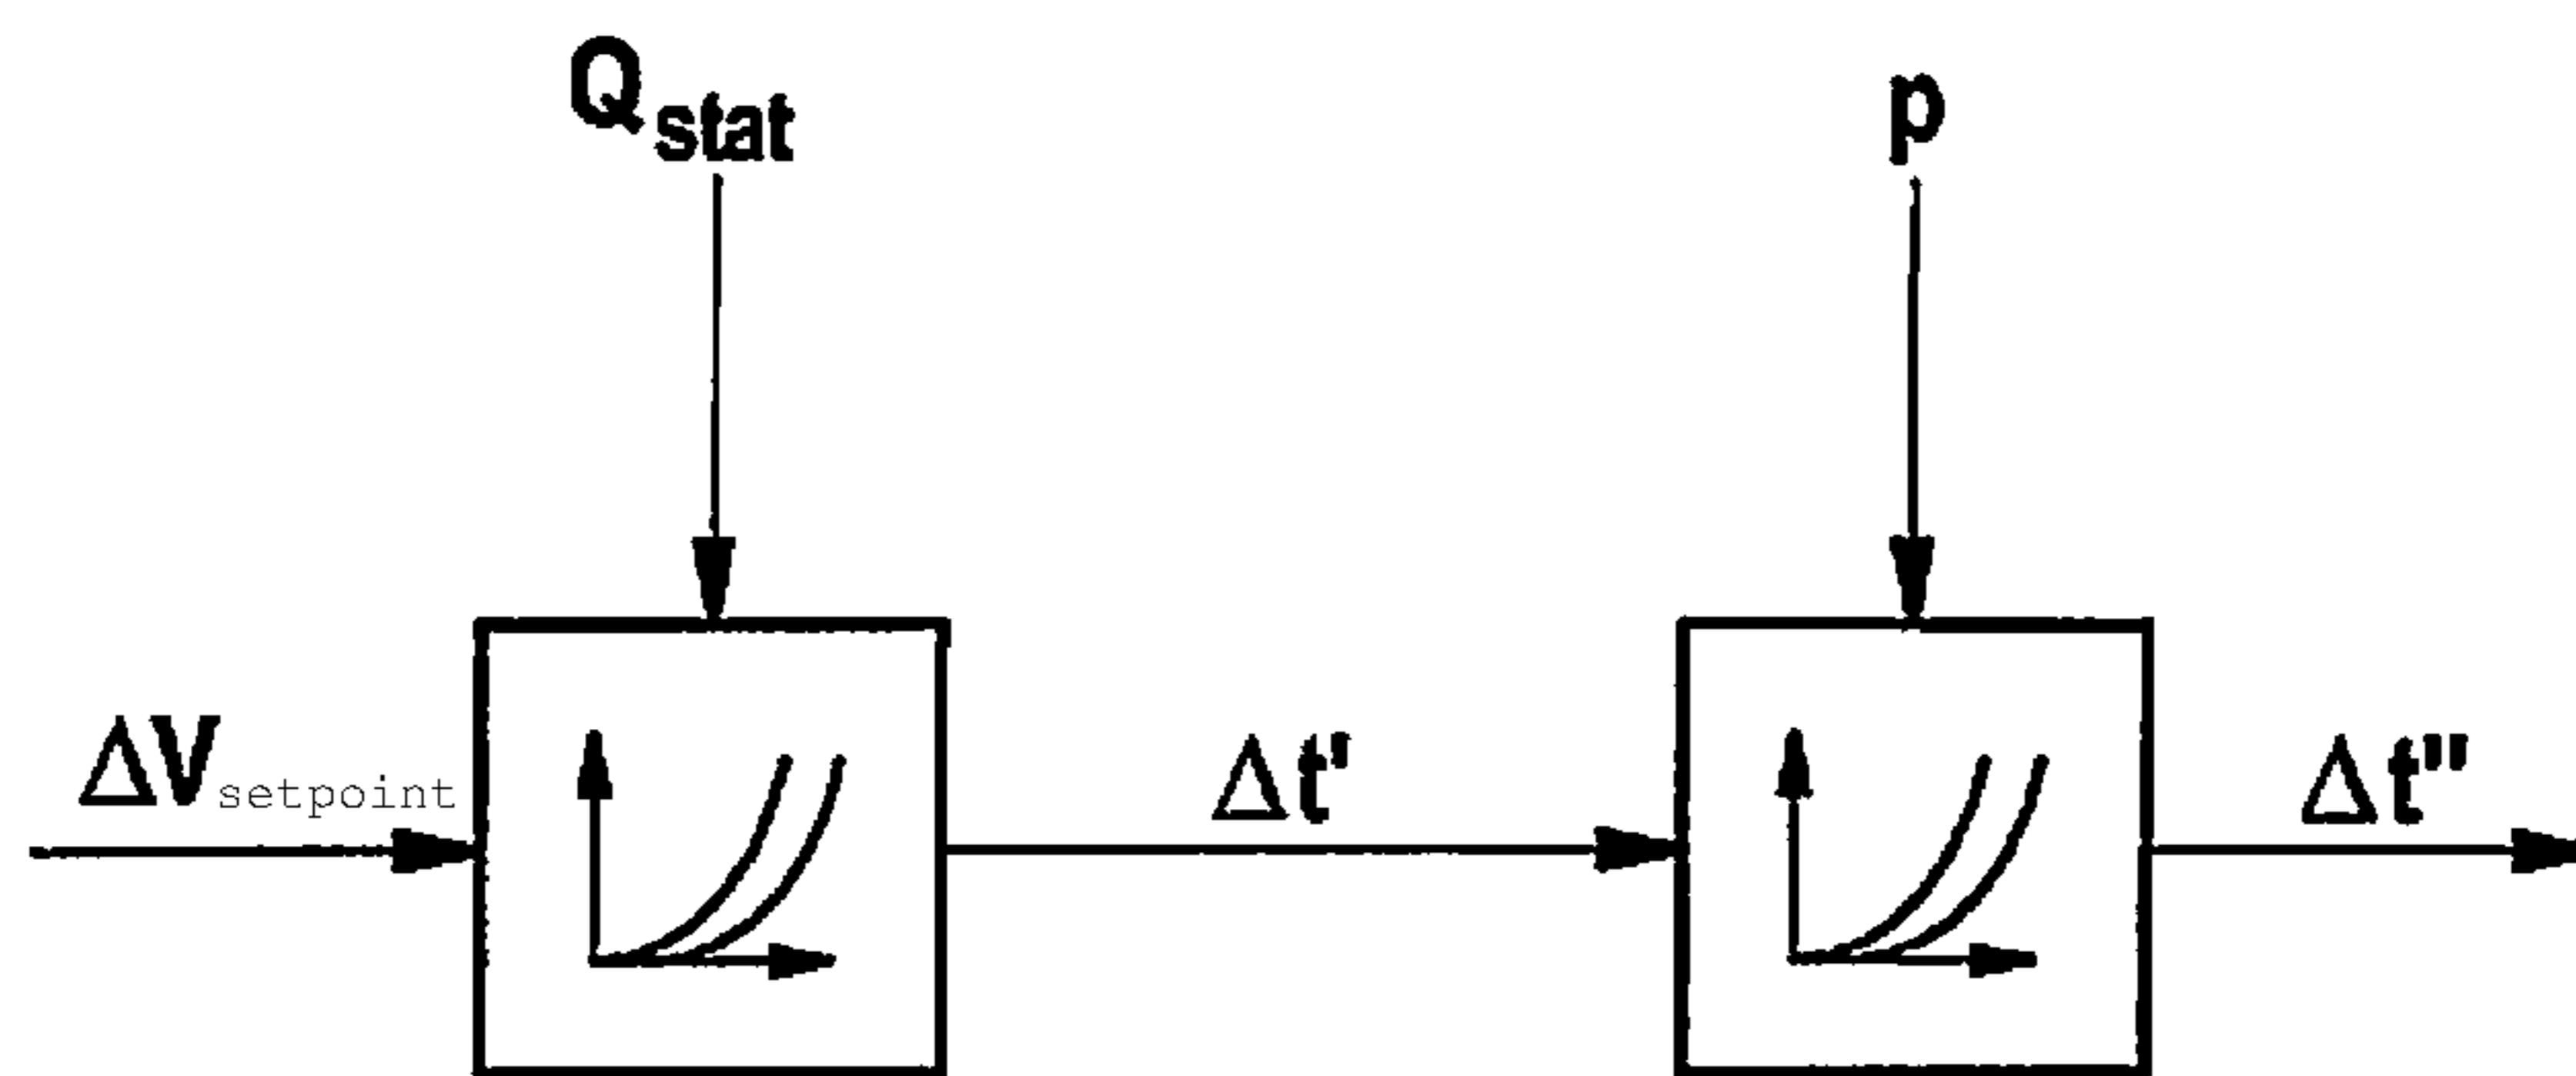 Q_stat
p
ΔV_setpoint
Δt'
Δt''